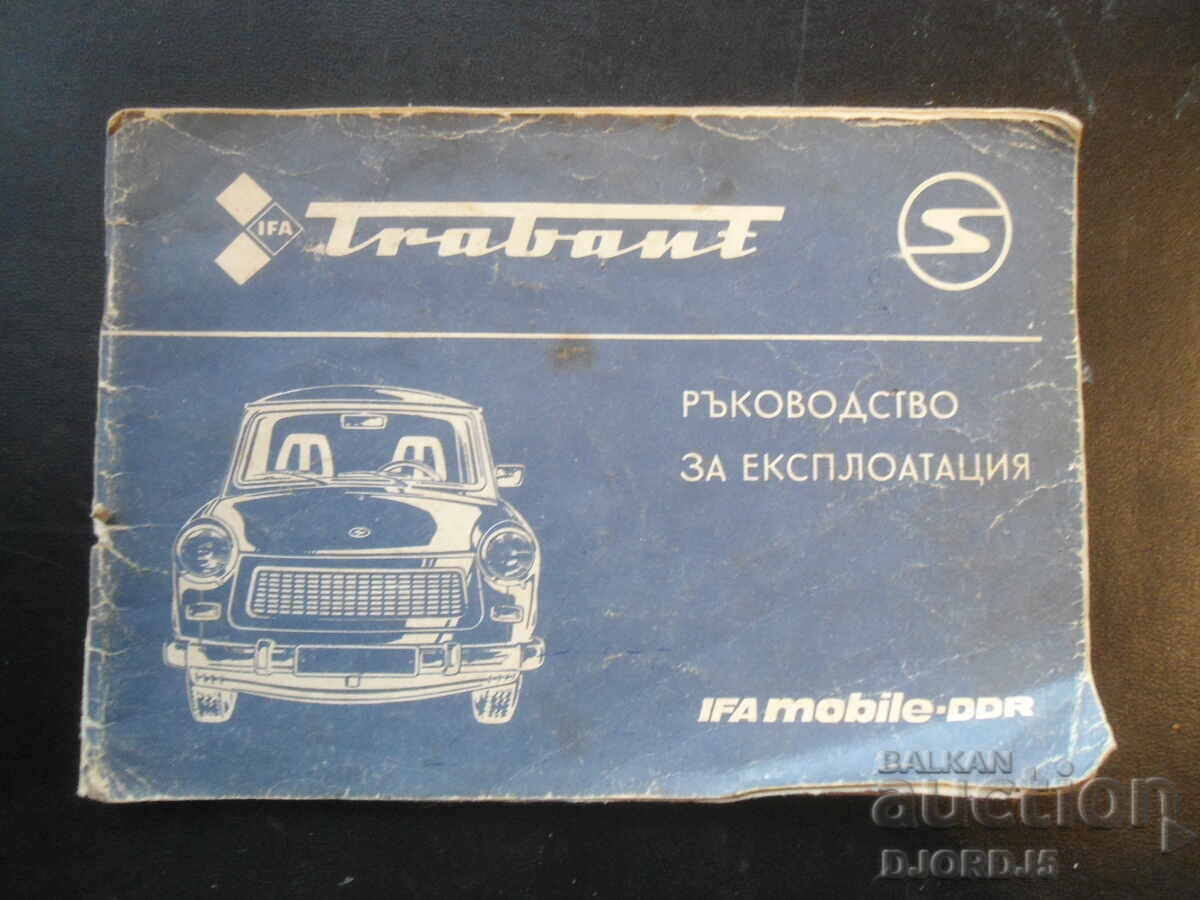 IFA Trabant S
РЪКОВОДСТВО
ЗА ЕКСПЛОАТАЦИЯ
IFA mobile-DDR
BALKAN
auction
DJORDJ5